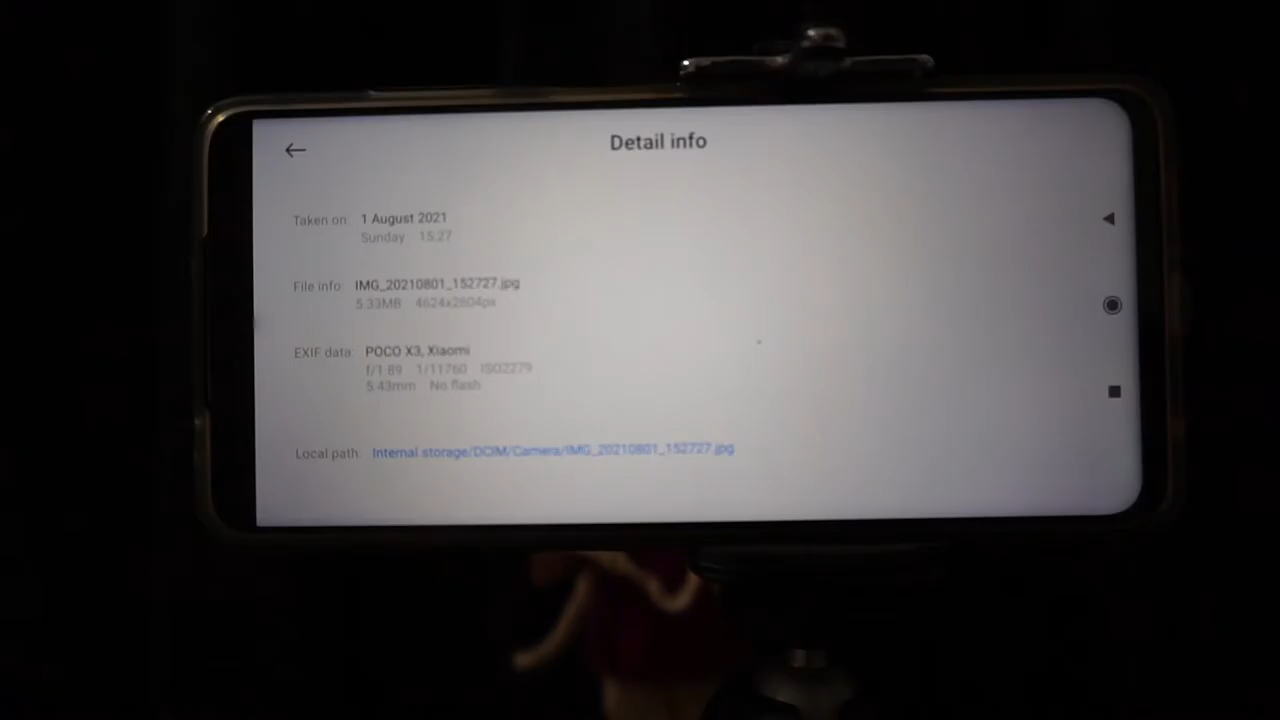 Detail info
Taken on: 1 August 2021
Sunday 15:27
File info: IMG_20210801_152727.jpg
5.33MB 4624x2604px
EXIF data: POCO X3, Xiaomi
f/1.89 1/11760 ISO2279
5.43mm No flash
Local path: Internal storage/DCIM/Camera/IMG_20210801_152727.jpg